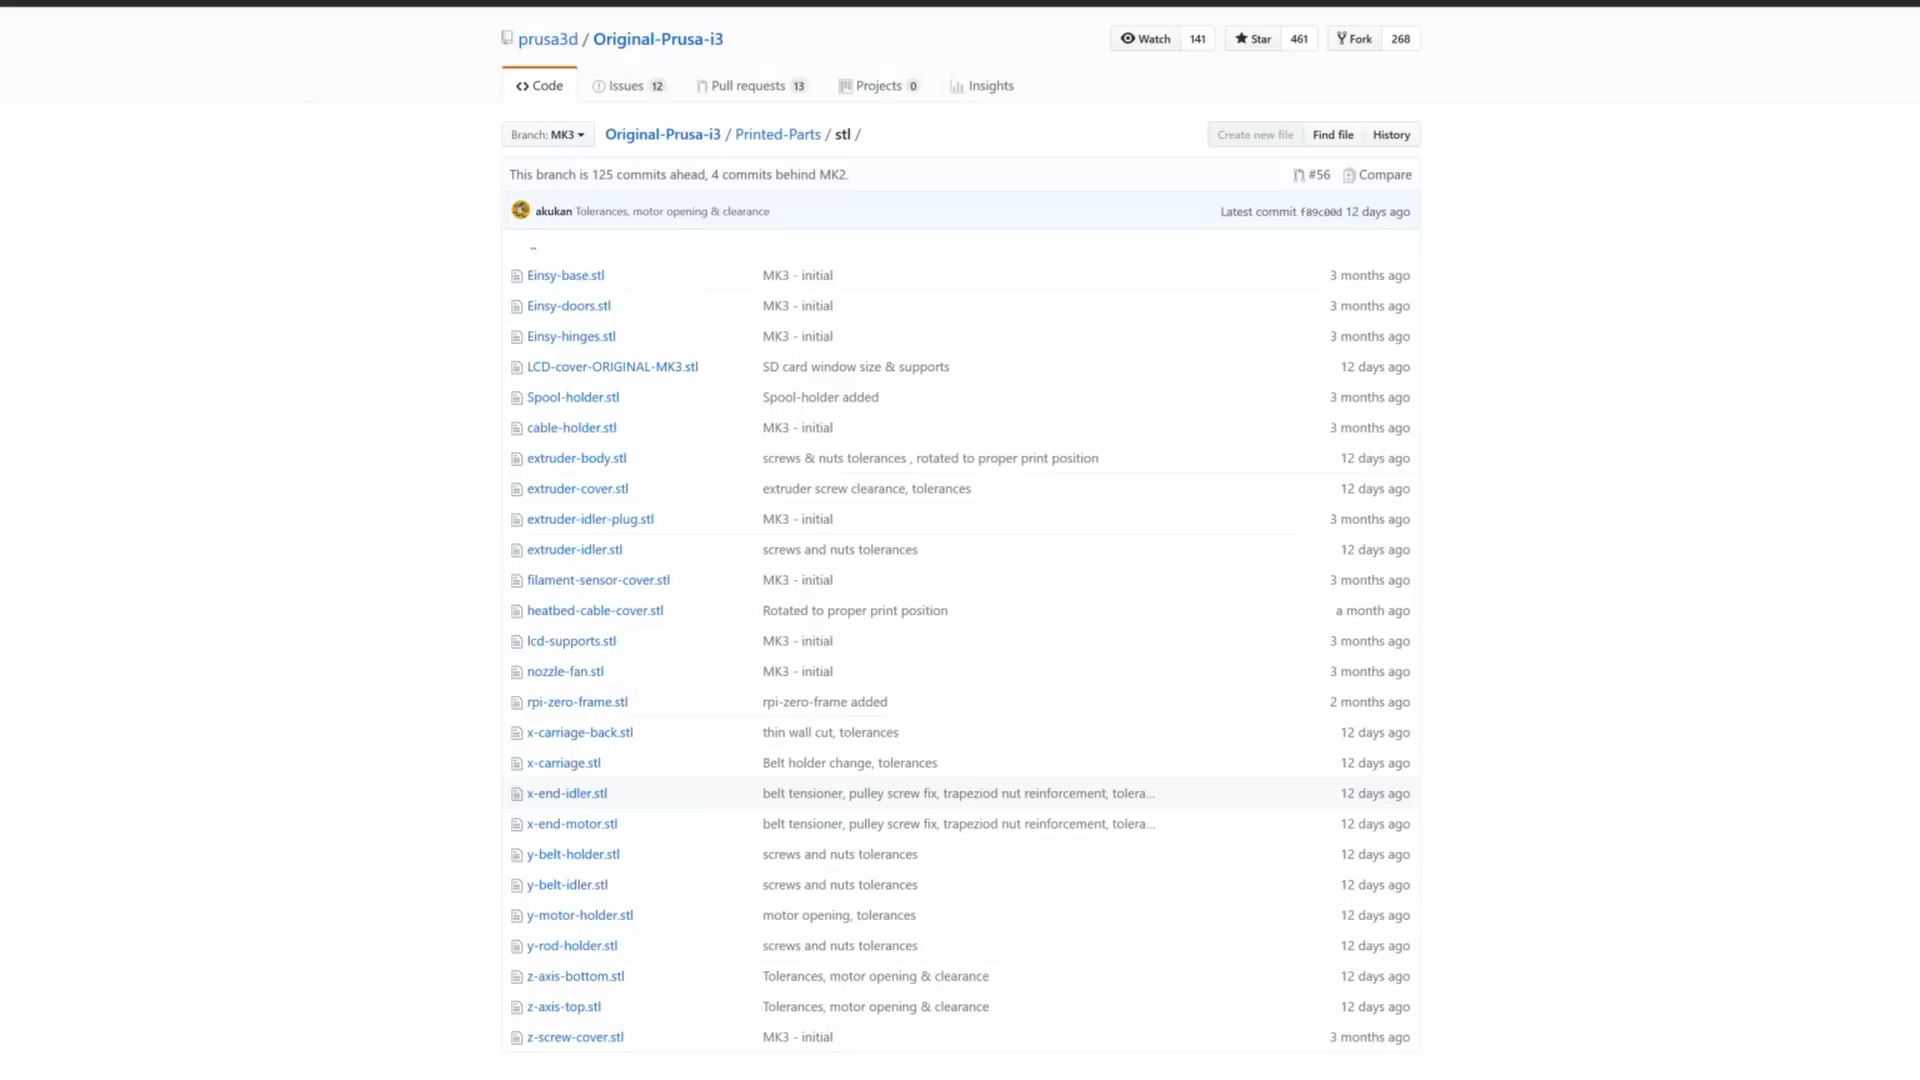 prusa3d / Original-Prusa-i3 Watch 141 Star 461 Fork 268
Code Issues 12 Pull requests 13 Projects 0 Insights
Branch: MK3 Original-Prusa-i3 / Printed-Parts / stl / Create new file Find file History
This branch is 125 commits ahead, 4 commits behind MK2. #56 Compare
akukan Tolerances, motor opening & clearance Latest commit f89c00d 12 days ago
..
Einsy-base.stl MK3 - initial 3 months ago
Einsy-doors.stl MK3 - initial 3 months ago
Einsy-hinges.stl MK3 - initial 3 months ago
LCD-cover-ORIGINAL-MK3.stl SD card window size & supports 12 days ago
Spool-holder.stl Spool-holder added 3 months ago
cable-holder.stl MK3 - initial 3 months ago
extruder-body.stl screws & nuts tolerances , rotated to proper print position 12 days ago
extruder-cover.stl extruder screw clearance, tolerances 12 days ago
extruder-idler-plug.stl MK3 - initial 3 months ago
extruder-idler.stl screws and nuts tolerances 12 days ago
filament-sensor-cover.stl MK3 - initial 3 months ago
heatbed-cable-cover.stl Rotated to proper print position a month ago
lcd-supports.stl MK3 - initial 3 months ago
nozzle-fan.stl MK3 - initial 3 months ago
rpi-zero-frame.stl rpi-zero-frame added 2 months ago
x-carriage-back.stl thin wall cut, tolerances 12 days ago
x-carriage.stl Belt holder change, tolerances 12 days ago
x-end-idler.stl belt tensioner, pulley screw fix, trapeziod nut reinforcement, tolera... 12 days ago
x-end-motor.stl belt tensioner, pulley screw fix, trapeziod nut reinforcement, tolera... 12 days ago
y-belt-holder.stl screws and nuts tolerances 12 days ago
y-belt-idler.stl screws and nuts tolerances 12 days ago
y-motor-holder.stl motor opening, tolerances 12 days ago
y-rod-holder.stl screws and nuts tolerances 12 days ago
z-axis-bottom.stl Tolerances, motor opening & clearance 12 days ago
z-axis-top.stl Tolerances, motor opening & clearance 12 days ago
z-screw-cover.stl MK3 - initial 3 months ago